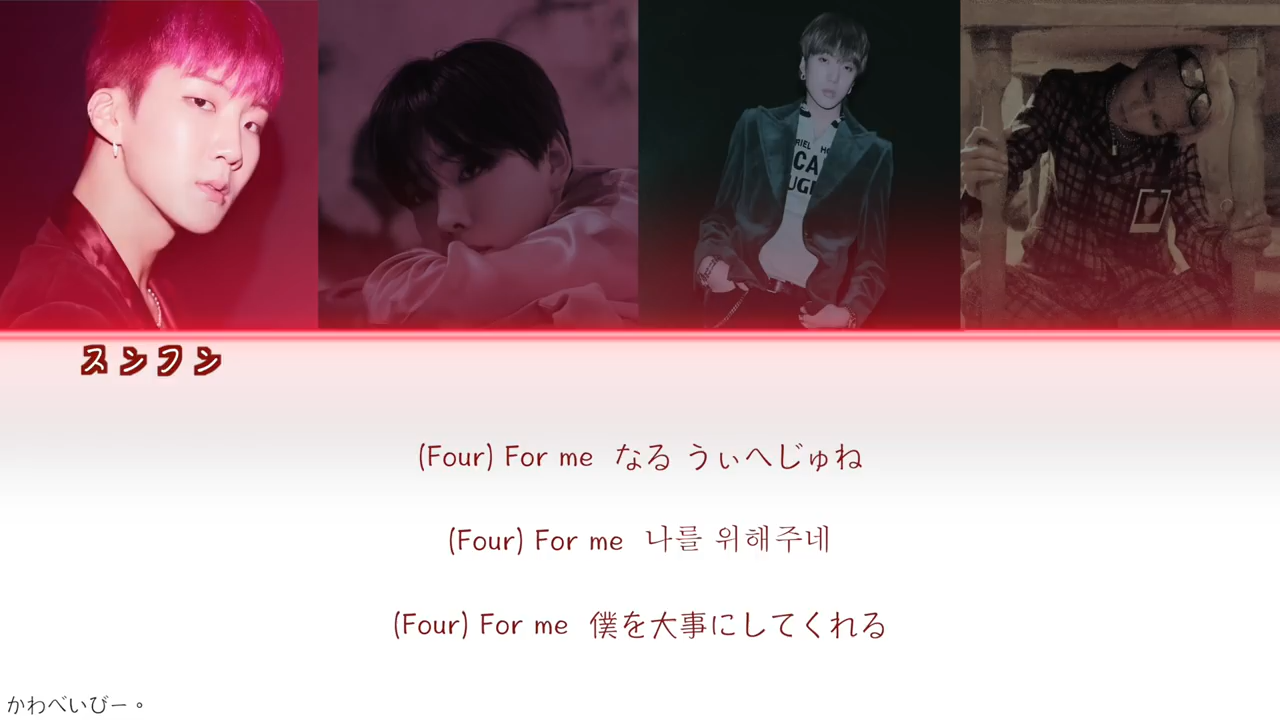 スンフン
(Four) For me なる うぃへじゅね
(Four) For me 나를 위해주네
(Four) For me 僕を大事にしてくれる
かわべいびー。